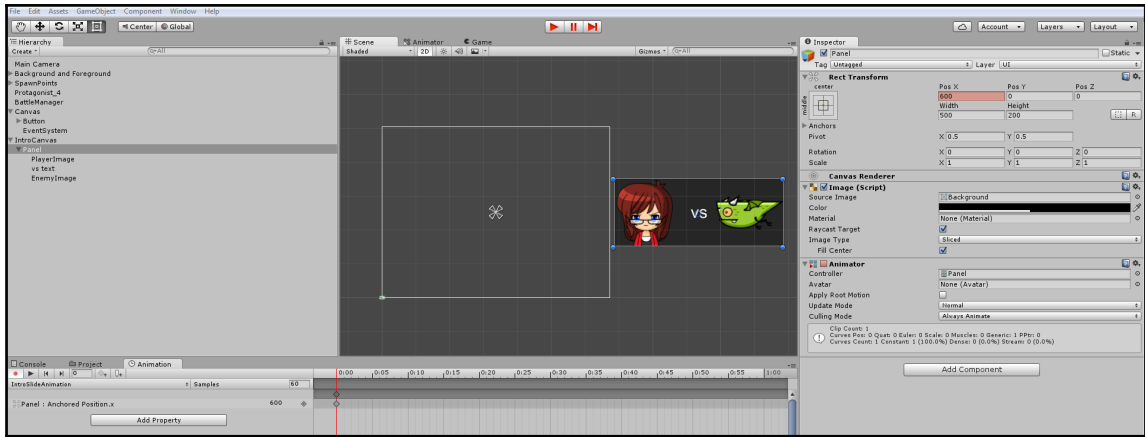 File Edit Assets GameObject Component Window Help
Center Global Account Layers Layout
Hierarchy Scene Animator Game Inspector
Create Q▾All Shaded 2D Gizmos Q▾All Panel Static
Tag Untagged Layer UI
Main Camera
Background and Foreground
SpawnPoints
Protagonist_4
BattleManager
Canvas
Button
EventSystem
IntroCanvas
Panel
PlayerImage
vs text
EnemyImage
VS
Rect Transform
center
middle
Pos X Pos Y Pos Z
600 0 0
Width Height
500 200
R
Anchors
Pivot X 0.5 Y 0.5
Rotation X 0 Y 0 Z 0
Scale X 1 Y 1 Z 1
Canvas Renderer
Image (Script)
Source Image Background
Color
Material None (Material)
Raycast Target
Image Type Sliced
Fill Center
Animator
Controller Panel
Avatar None (Avatar)
Apply Root Motion
Update Mode Normal
Culling Mode Always Animate
Clip Count: 1
Curves Pos: 0 Quat: 0 Euler: 0 Scale: 0 Muscles: 0 Generic: 1 PPtr: 0
Curves Count: 1 Constant: 1 (100.0%) Dense: 0 (0.0%) Stream: 0 (0.0%)
Add Component
Console Project Animation
0 0:00 0:05 0:10 0:15 0:20 0:25 0:30 0:35 0:40 0:45 0:50 0:55 1:00
IntroSlideAnimation Samples 60
Panel : Anchored Position.x 600
Add Property